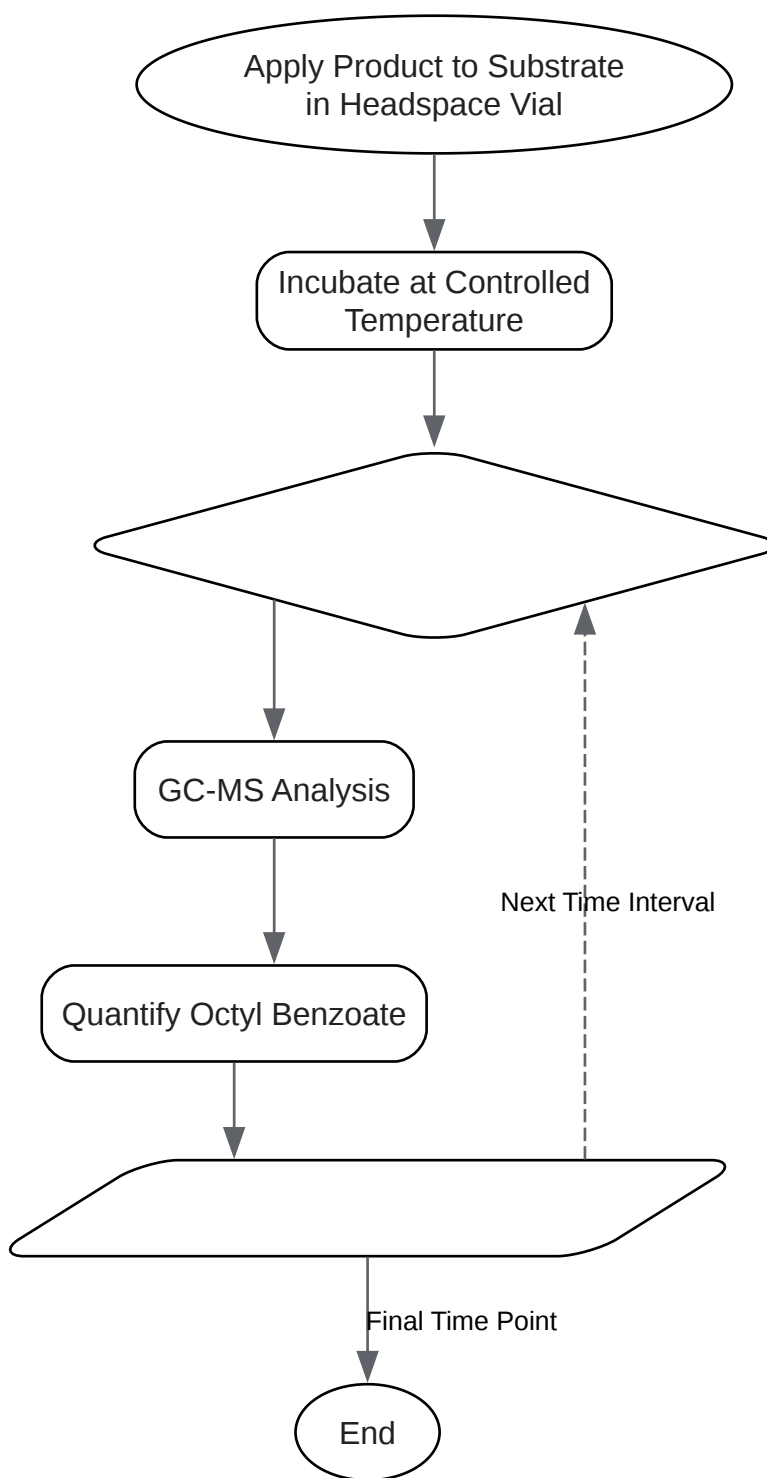 Apply Product to Substrate
in Headspace Vial
Incubate at Controlled
Temperature
GC-MS Analysis
Next Time Interval
Quantify Octyl Benzoate
Final Time Point
End